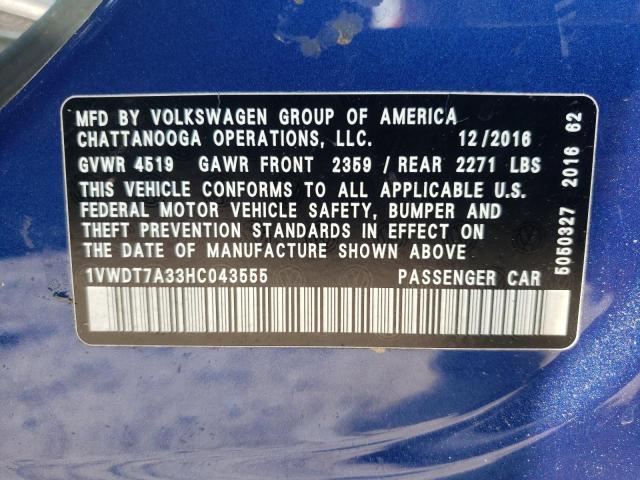 MFD BY VOLKSWAGEN GROUP OF AMERICA
CHATTANOOGA OPERATIONS, LLC. 12/2016
GVWR 4519 GAWR FRONT 2359 / REAR 2271 LBS
THIS VEHICLE CONFORMS TO ALL APPLICABLE U.S.
FEDERAL MOTOR VEHICLE SAFETY, BUMPER AND
THEFT PREVENTION STANDARDS IN EFFECT ON
THE DATE OF MANUFACTURE SHOWN ABOVE
1VWDT7A33HC043555 PASSENGER CAR
5050327 2016 62